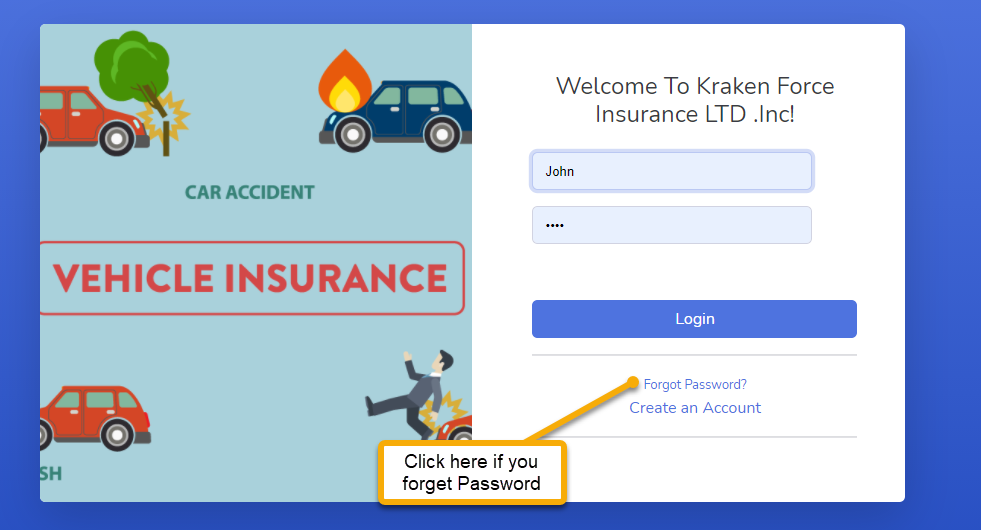 CAR ACCIDENT
VEHICLE INSURANCE
SH
Welcome To Kraken Force
Insurance LTD .Inc!
John
••••
Login
Forgot Password?
Create an Account
Click here if you
forget Password